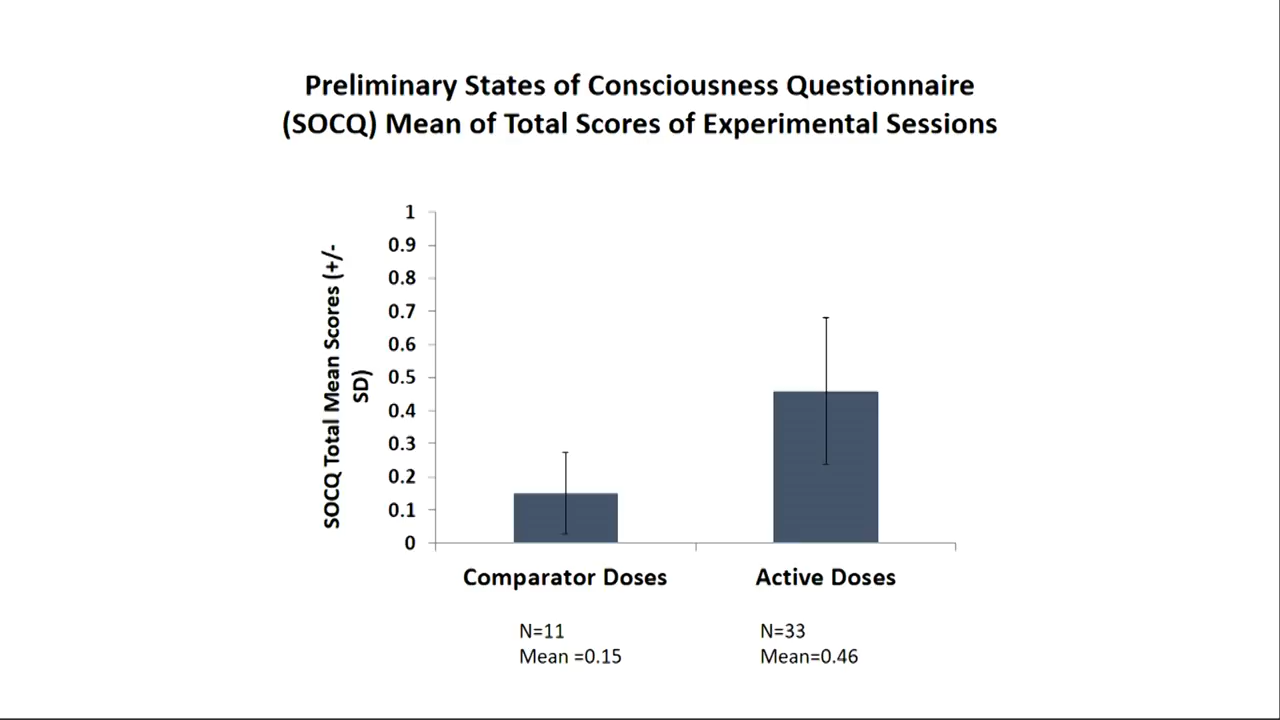 Preliminary States of Consciousness Questionnaire
(SOCQ) Mean of Total Scores of Experimental Sessions
SOCQ Total Mean Scores (+/-
SD)
1
0.9
0.8
0.7
0.6
0.5
0.4
0.3
0.2
0.1
0
Comparator Doses
Active Doses
N=11
Mean =0.15
N=33
Mean=0.46